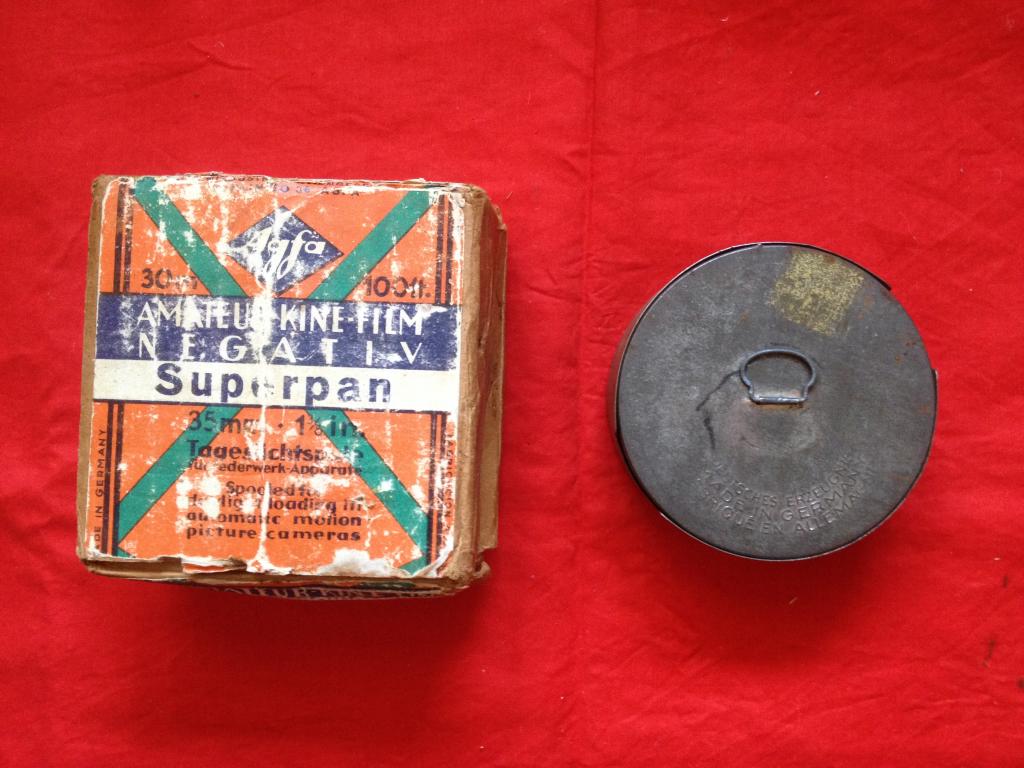 Agfa
30m 100ft.
AMATEUR-KINE-FILM
NEGATIV
Superpan
35mm · 1⅜ in.
Tageslichtspule
für Federwerk-Apparate
Spooled for
daylight loading in
automatic motion
picture cameras
MADE IN GERMANY
DEUTSCHES ERZEUGNIS
MADE IN GERMANY
FABRIQUÉ EN ALLEMAGNE